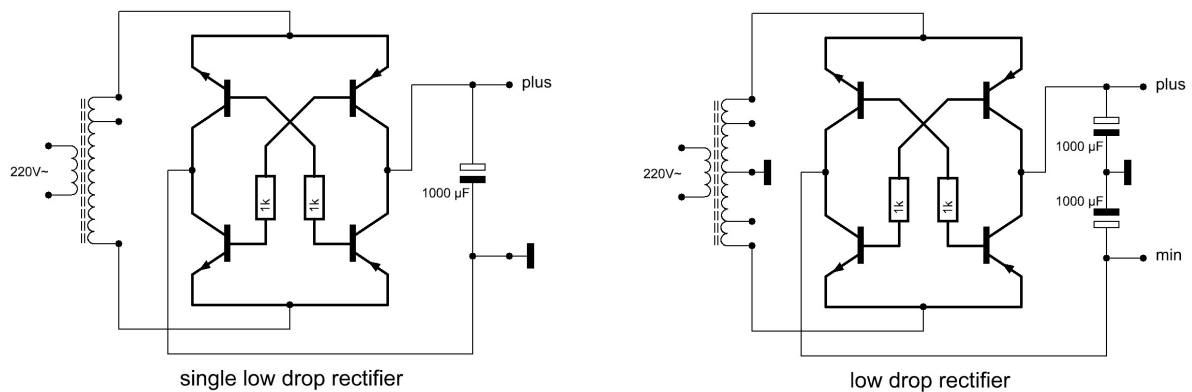 plus
220V~
1k
1k
1000 µF
single low drop rectifier
plus
1000 µF
220V~
1k
1k
1000 µF
min
low drop rectifier